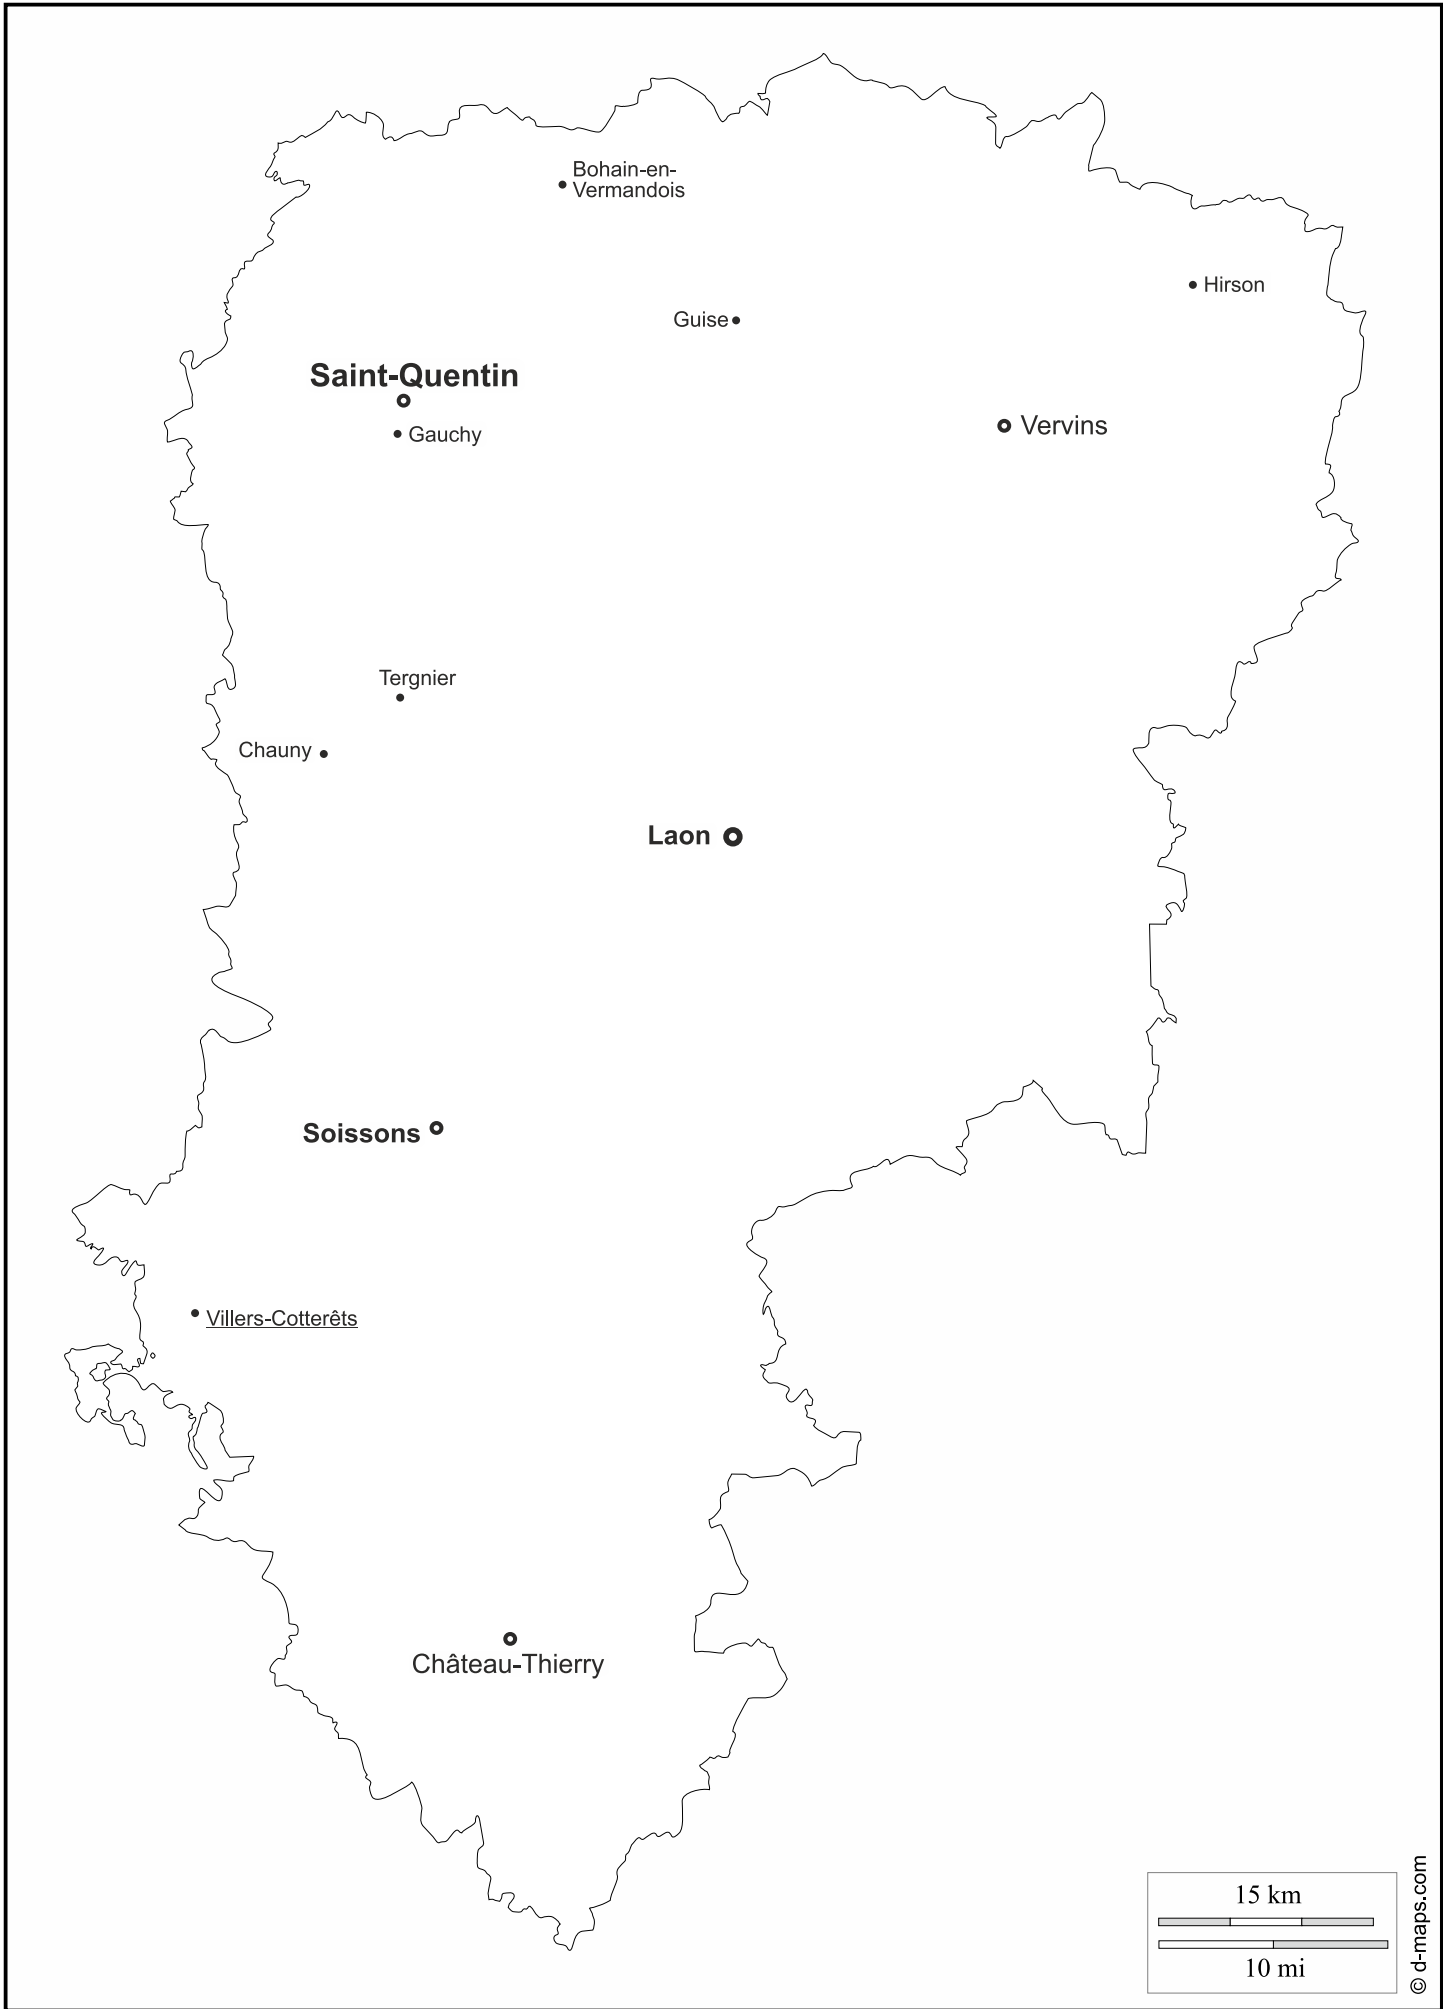 Bohain-en-
Vermandois
Hirson
Guise
Saint-Quentin
Gauchy
Vervins
Tergnier
Chauny
Laon
Soissons
Villers-Cotterêts
Château-Thierry
15 km
10 mi
© d-maps.com